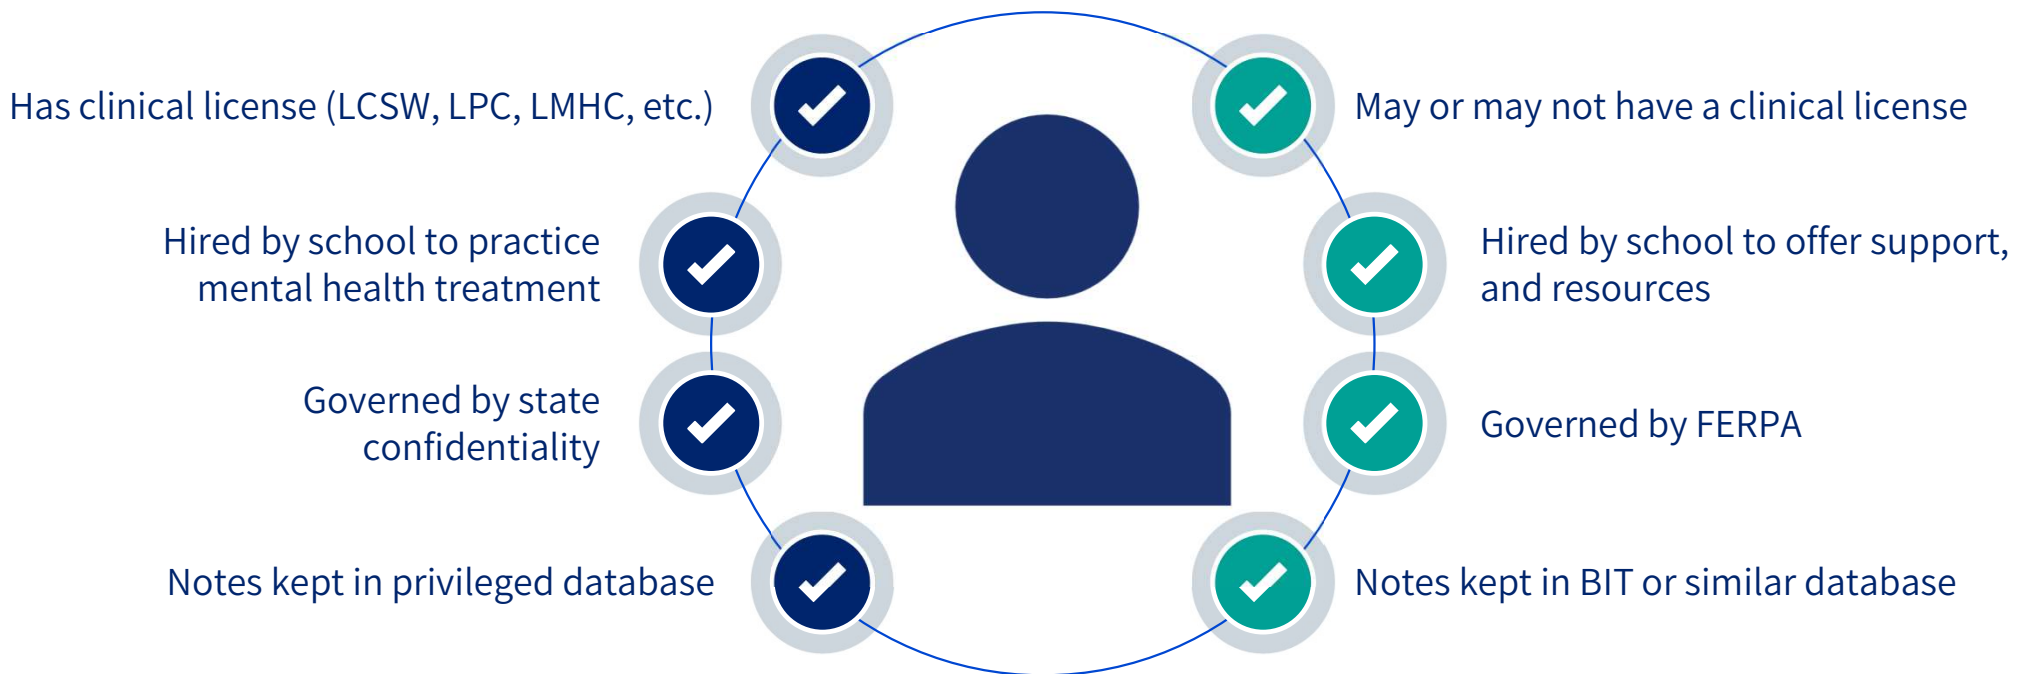 Has clinical license (LCSW, LPC, LMHC, etc.)
Hired by school to practice
mental health treatment
Governed by state
confidentiality
Notes kept in privileged database
May or may not have a clinical license
Hired by school to offer support,
and resources
Governed by FERPA
Notes kept in BIT or similar database